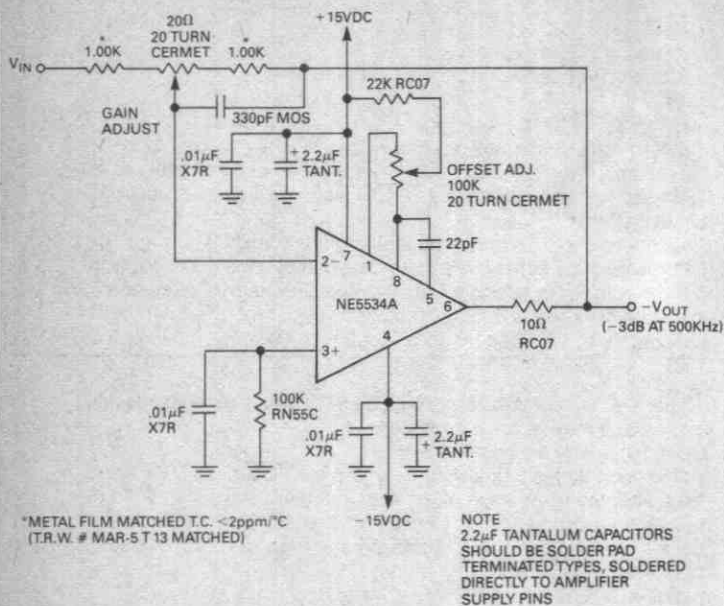 20Ω
20 TURN
CERMET
*
1.00K
*
1.00K
VIN
+15VDC
22K RC07
330pF MOS
GAIN
ADJUST
.01μF
X7R
+
2.2μF
TANT.
OFFSET ADJ.
100K
20 TURN CERMET
22pF
2-
7
1
8
5
6
NE5534A
3+
4
10Ω
RC07
-VOUT
(-3dB AT 500KHz)
.01μF
X7R
100K
RN55C
.01μF
X7R
+
2.2μF
TANT.
-15VDC
*METAL FILM MATCHED T.C. <2ppm/°C
(T.R.W. # MAR-5 T 13 MATCHED)
NOTE
2.2μF TANTALUM CAPACITORS
SHOULD BE SOLDER PAD
TERMINATED TYPES, SOLDERED
DIRECTLY TO AMPLIFIER
SUPPLY PINS